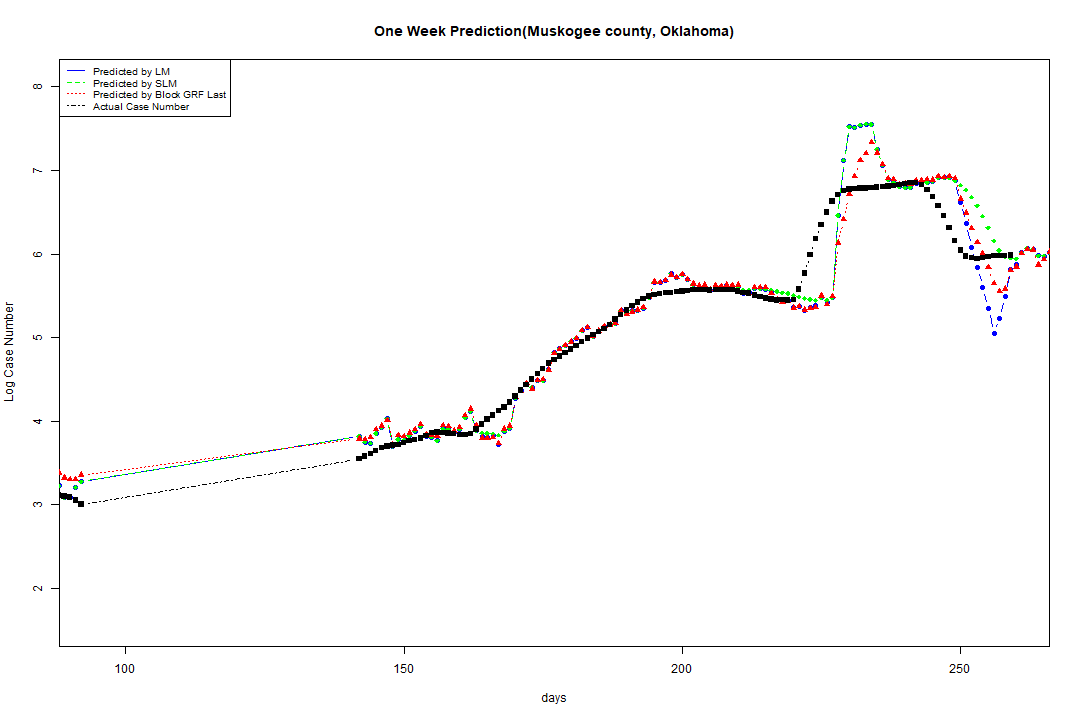 One Week Prediction(Muskogee county, Oklahoma)
Predicted by LM
Predicted by SLM
Predicted by Block GRF Last
Actual Case Number
8
7
6
5
4
3
2
Log Case Number
100 150 200 250
days